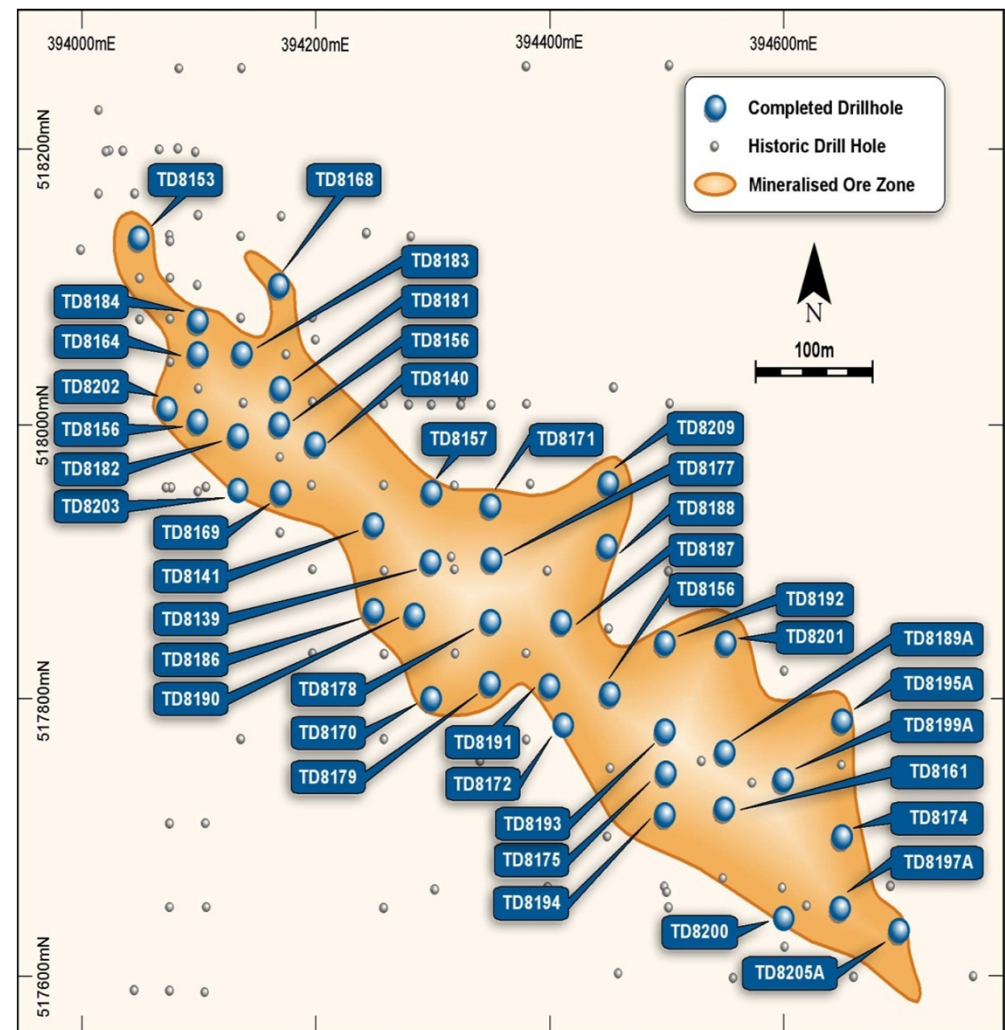 394000mE
394200mE
394400mE
394600mE
518200mN
518000mN
517800mN
517600mN
Completed Drillhole
Historic Drill Hole
Mineralised Ore Zone
N
100m
TD8153
TD8168
TD8183
TD8184
TD8181
TD8164
TD8156
TD8202
TD8140
TD8156
TD8157
TD8171
TD8209
TD8182
TD8177
TD8203
TD8188
TD8169
TD8187
TD8141
TD8156
TD8192
TD8139
TD8201
TD8189A
TD8186
TD8178
TD8190
TD8195A
TD8199A
TD8170
TD8191
TD8179
TD8172
TD8161
TD8193
TD8174
TD8175
TD8197A
TD8194
TD8200
TD8205A